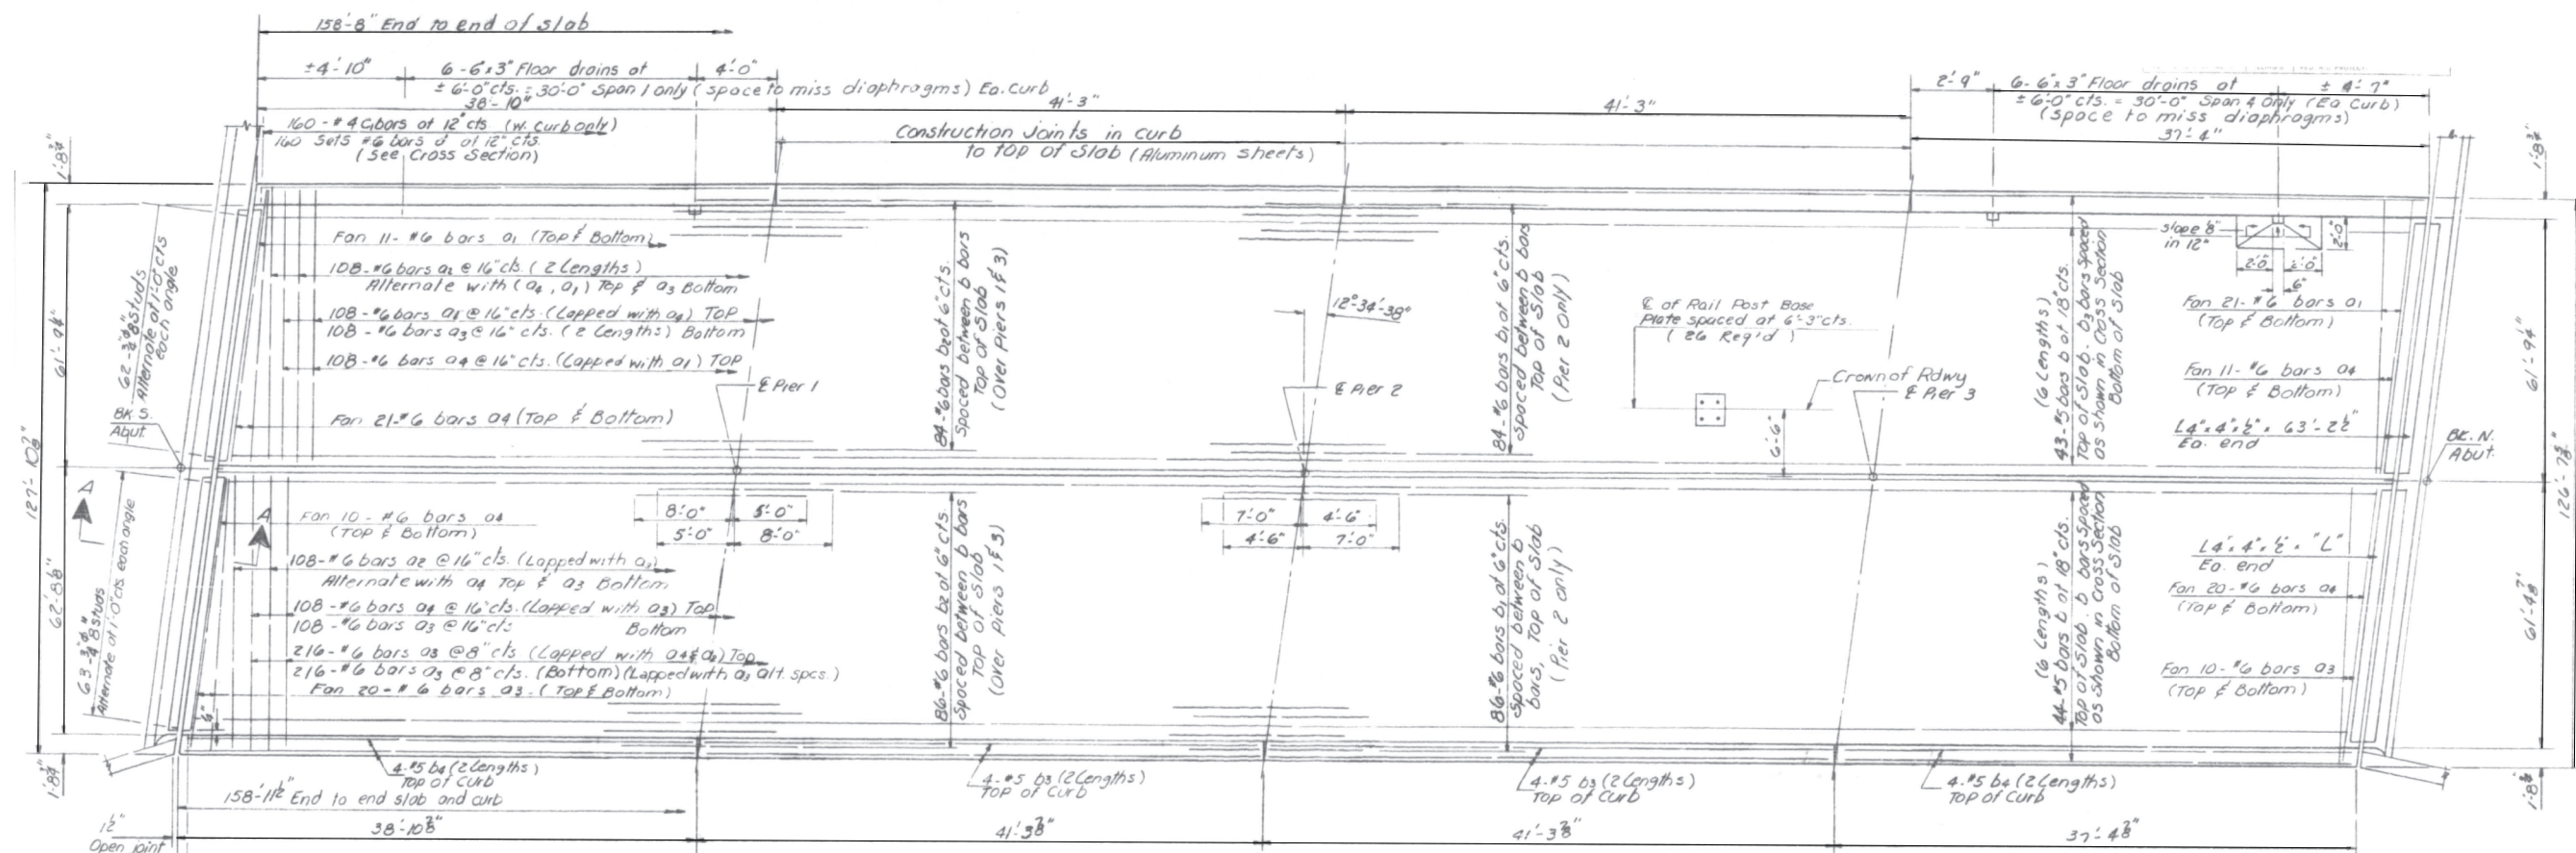 158'-8" End to end of slab
±4'-10"
6-6"x3" Floor drains at
4'-0"
± 6'-0" cts. = 30'-0" Span 1 only (space to miss diaphragms) Ea. Curb
38'-10"
41'-3"
41'-3"
2'-9"
6-6"x3" Floor drains at
± 4'-7"
± 6'-0" cts. = 30'-0" Span 4 Only (Ea Curb)
(space to miss diaphragms)
37'-4"
160-#4 G bars at 12" cts (w. curb only)
160 Sets #6 bars d at 12" cts.
(See Cross Section)
Construction Joints in curb
to top of Slab (Aluminum sheets)
1'-8¾"
1'-8¾"
Fan 11-#6 bars a1 (Top & Bottom)
108-#6 bars a2 @ 16" cts. (2 Lengths)
Alternate with (a4, a1) Top & a3 Bottom
108-#6 bars a1 @ 16" cts. (Lapped with a4) TOP
108-#6 bars a3 @ 16" cts. (2 Lengths) Bottom
108-#6 bars a4 @ 16" cts. (Lapped with a1) TOP
Fan 21-#6 bars a4 (Top & Bottom)
Alternate at 1'-0" cts
each angle
BK S.
Abut.
127'-10⅞"
62'-8⅛"
Alternate at 1'-0" cts. each angle
A
A
6"
84-#6 bars b2 at 6" cts.
Spaced between b bars
Top of Slab
(Over Piers 1 & 3)
84-#6 bars b1 at 6" cts.
Spaced between b bars
Top of Slab
(Pier 2 Only)
12°-34'-38"
℄ Pier 1
℄ Pier 2
℄ of Rail Post Base
Plate spaced at 6'-3" cts.
(26 Req'd)
Crown of Rdwy
℄ Pier 3
6'-6"
(6 Lengths)
43-#5 bars b at 18" cts.
Top of Slab. b3 bars spaced
as shown in Cross Section
Bottom of Slab
slope 8"
in 12"
2'-0"
2'-0"
2'-0"
6"
Fan 21-#6 bars a1
(Top & Bottom)
Fan 11-#6 bars a4
(Top & Bottom)
L4"x4"x½" x 63'-2½"
Ea. end
BK. N.
Abut.
61'-9¼"
126'-7⅝"
61'-4⅞"
Fan 10-#6 bars a4
(Top & Bottom)
108-#6 bars a2 @ 16" cts. (Lapped with a2)
Alternate with a4 Top & a3 Bottom
108-#6 bars a4 @ 16" cts. (Lapped with a3) Top
108-#6 bars a3 @ 16" cts Bottom
216-#6 bars a3 @ 8" cts (Lapped with a4 & a2) Top
216-#6 bars a3 @ 8" cts. (Bottom) (Lapped with a3 alt. spcs.)
Fan 20-#6 bars a3 (Top & Bottom)
8'-0"
5'-0"
5'-0"
8'-0"
7'-0"
4'-6"
4'-6"
7'-0"
86-#6 bars b2 at 6" cts.
Spaced between b bars
Top of Slab
(Over Piers 1 & 3)
86-#6 bars b1 at 6" cts.
Spaced between b
bars, Top of Slab
(Pier 2 only)
(6 Lengths)
44-#5 bars b at 18" cts.
Top of Slab. b bars spaced
as shown in Cross Section
Bottom of Slab
L4"x4"x½"x "L"
Ea. end
Fan 20-#6 bars a4
(Top & Bottom)
Fan 10-#6 bars a3
(Top & Bottom)
1'-8¾"
4-#5 b4 (2 Lengths)
Top of Curb
4-#5 b3 (2 Lengths)
Top of Curb
4-#5 b3 (2 Lengths)
Top of Curb
4-#5 b4 (2 Lengths)
Top of Curb
1'-8¾"
158'-11½" End to end slab and curb
1½"
Open joint
38'-10⅞"
41'-3⅞"
41'-3⅞"
37'-4⅞"